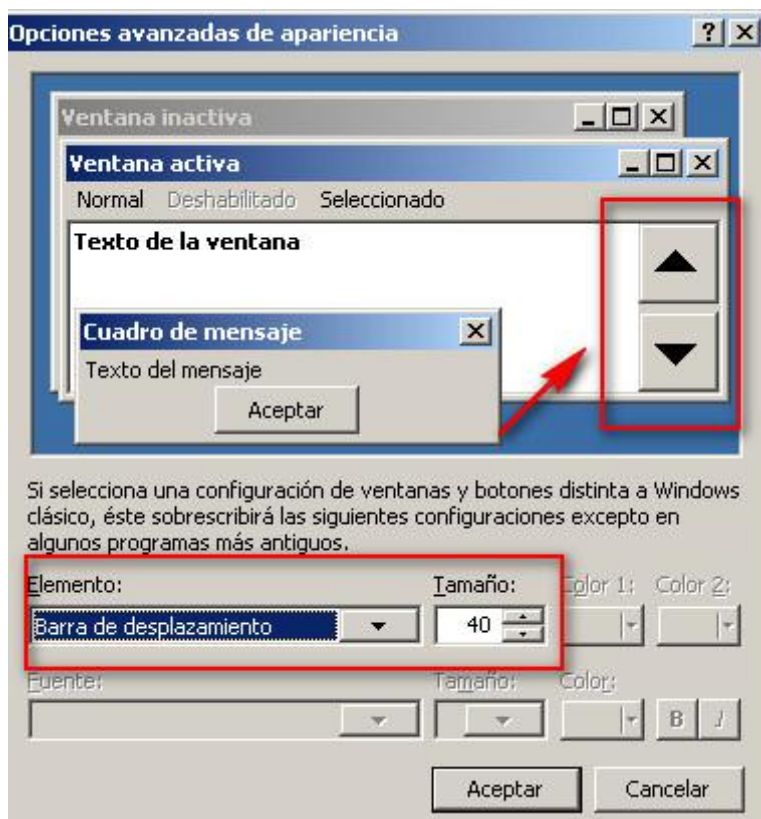 Opciones avanzadas de apariencia
Ventana inactiva
Ventana activa
Normal Deshabilitado Seleccionado
Texto de la ventana
Cuadro de mensaje
Texto del mensaje
Aceptar
Si selecciona una configuración de ventanas y botones distinta a Windows
clásico, éste sobrescribirá las siguientes configuraciones excepto en
algunos programas más antiguos.
Elemento: Tamaño: Color 1: Color 2:
Barra de desplazamiento 40
Fuente: Tamaño: Color:
B I
Aceptar Cancelar